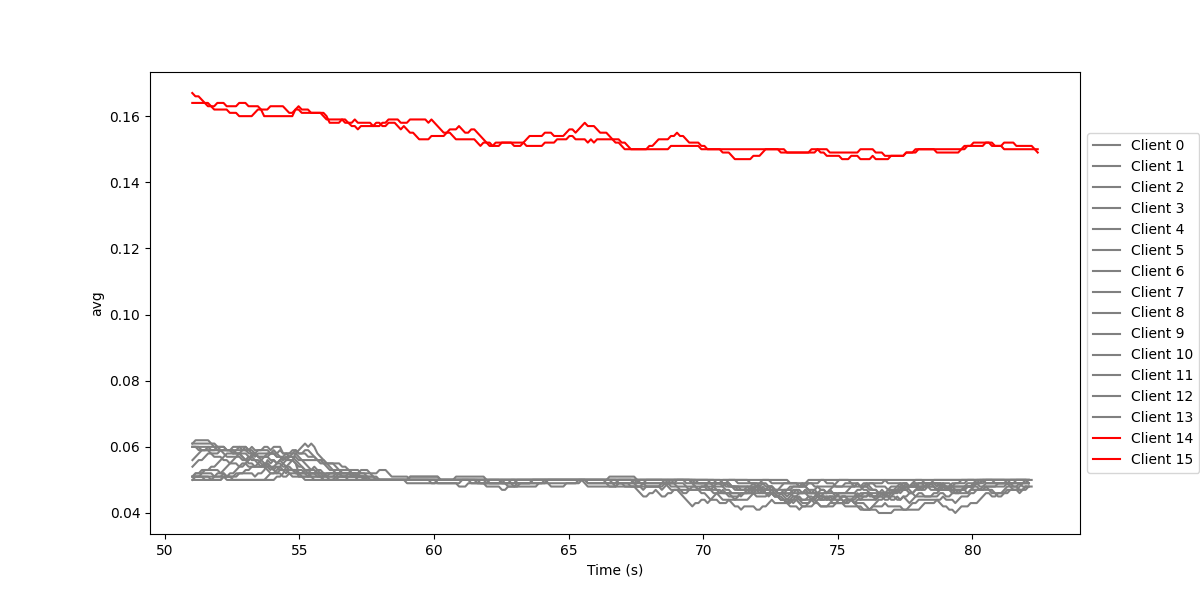 0.16
0.14
0.12
0.10
0.08
0.06
0.04
avg
50 55 60 65 70 75 80
Time (s)
Client 0
Client 1
Client 2
Client 3
Client 4
Client 5
Client 6
Client 7
Client 8
Client 9
Client 10
Client 11
Client 12
Client 13
Client 14
Client 15